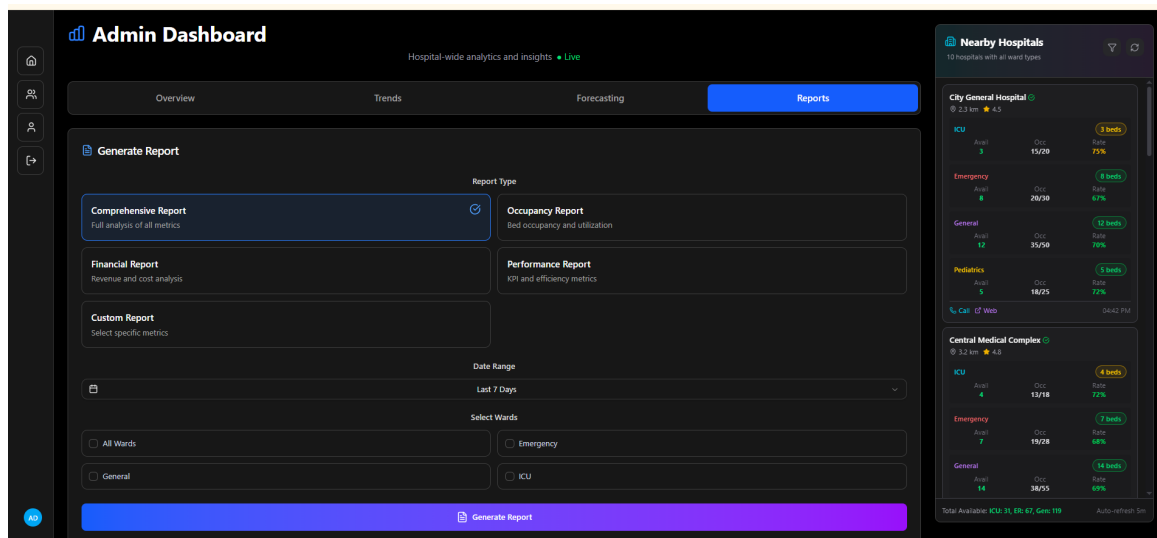 Admin Dashboard
Hospital-wide analytics and insights • Live
Overview Trends Forecasting Reports
Generate Report
Report Type
Comprehensive Report
Full analysis of all metrics
Occupancy Report
Bed occupancy and utilization
Financial Report
Revenue and cost analysis
Performance Report
KPI and efficiency metrics
Custom Report
Select specific metrics
Date Range
Last 7 Days
Select Wards
All Wards
Emergency
General
ICU
Generate Report
AD
Nearby Hospitals
10 hospitals with all ward types
City General Hospital
2.3 km ★ 4.5
ICU 3 beds
Avail Occ Rate
3 15/20 75%
Emergency 8 beds
Avail Occ Rate
8 20/30 67%
General 12 beds
Avail Occ Rate
12 35/50 70%
Pediatrics 5 beds
Avail Occ Rate
5 18/25 72%
Call Web 04:42 PM
Central Medical Complex
3.2 km ★ 4.8
ICU 4 beds
Avail Occ Rate
4 13/18 72%
Emergency 7 beds
Avail Occ Rate
7 19/28 68%
General 14 beds
Avail Occ Rate
14 38/55 69%
Total Available: ICU: 31, ER: 67, Gen: 119 Auto-refresh 5m